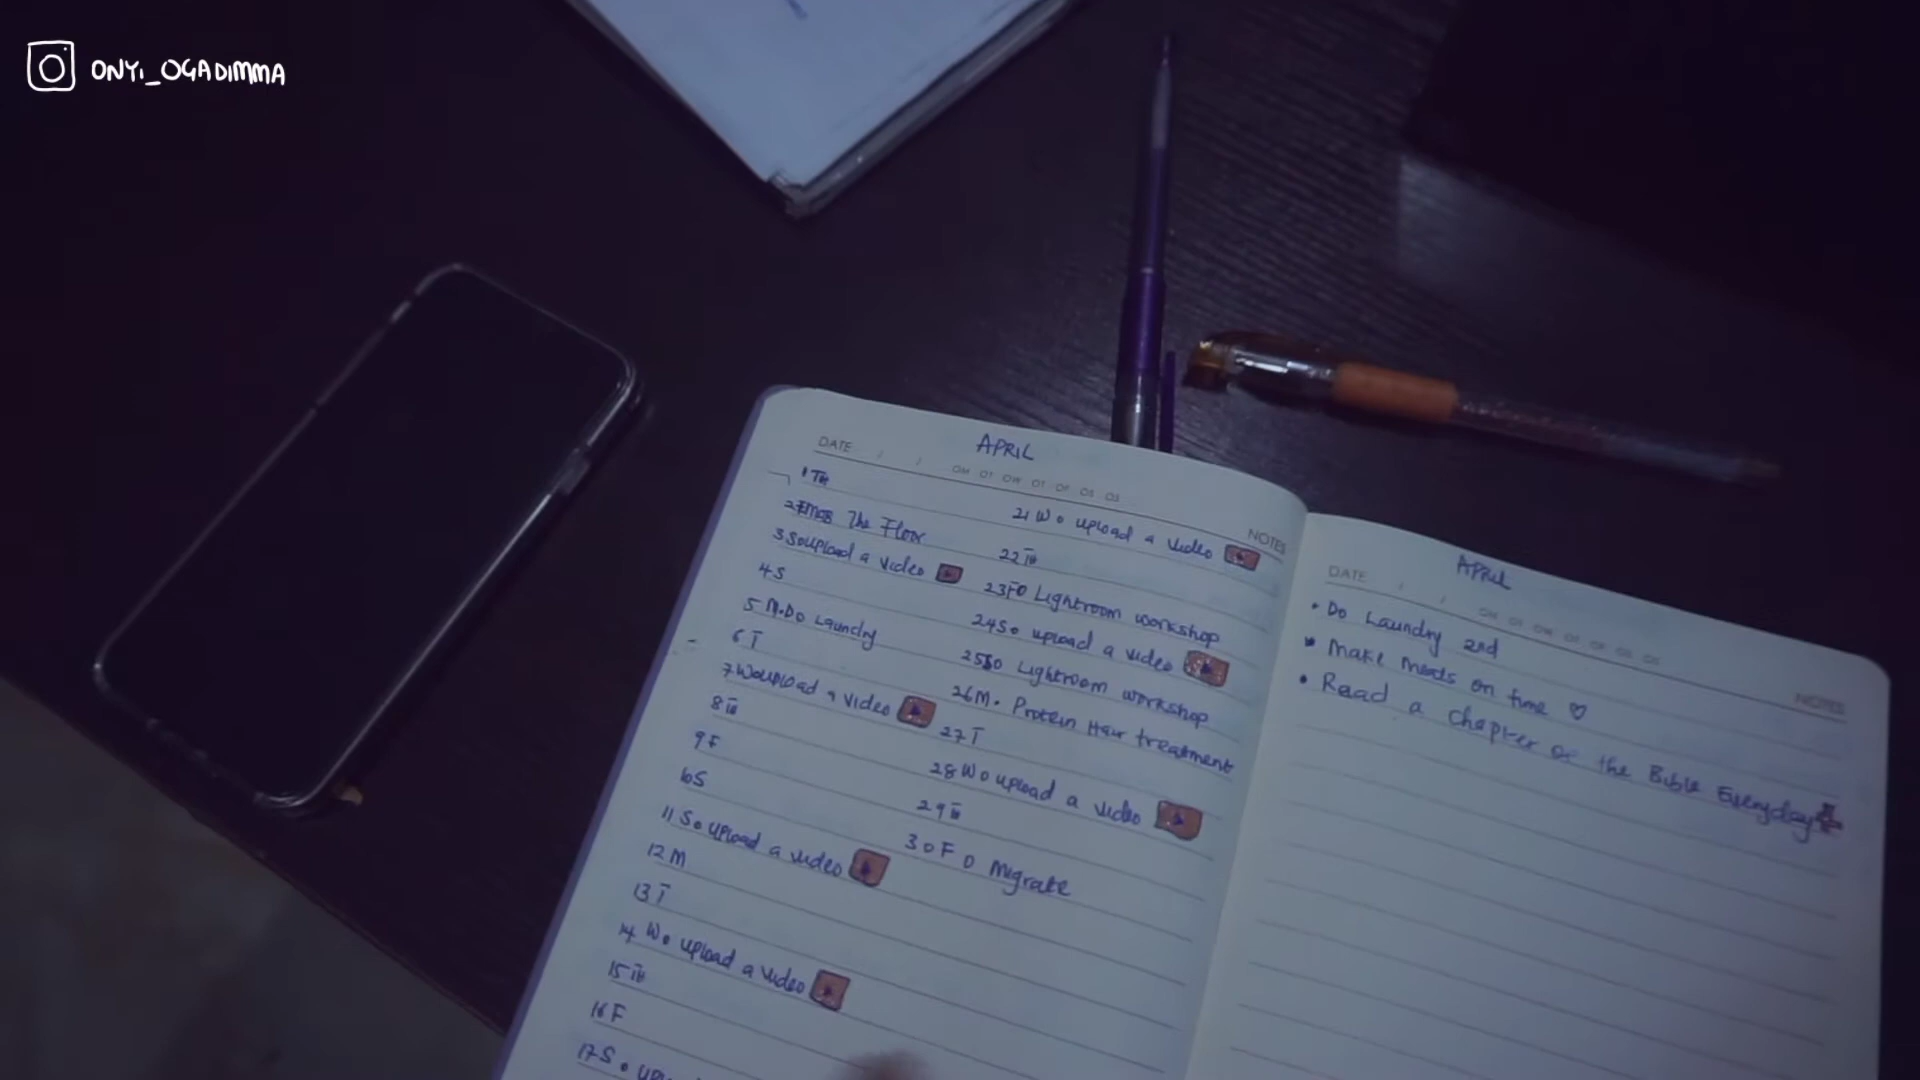 ONYI_OGADIMMA
APRIL
DATE / /
NOTES
1 TH
2 F Mop The Floor
3 S Upload a video
4 S
5 M. Do Laundry
6 T
7 W Upload a video
8 TH
9 F
10 S
11 S Upload a video
12 M
13 T
14 W Upload a video
15 TH
16 F
17 S
21 W Upload a video
22 TH
23 F Lightroom workshop
24 S Upload a video
25 S Lightroom workshop
26 M. Protein Hair treatment
27 T
28 W Upload a video
29 TH
30 F Migrate
APRIL
DATE / /
NOTES
• Do Laundry 2nd
• Make meals on time ♡
• Read a chapter of the Bible Everyday